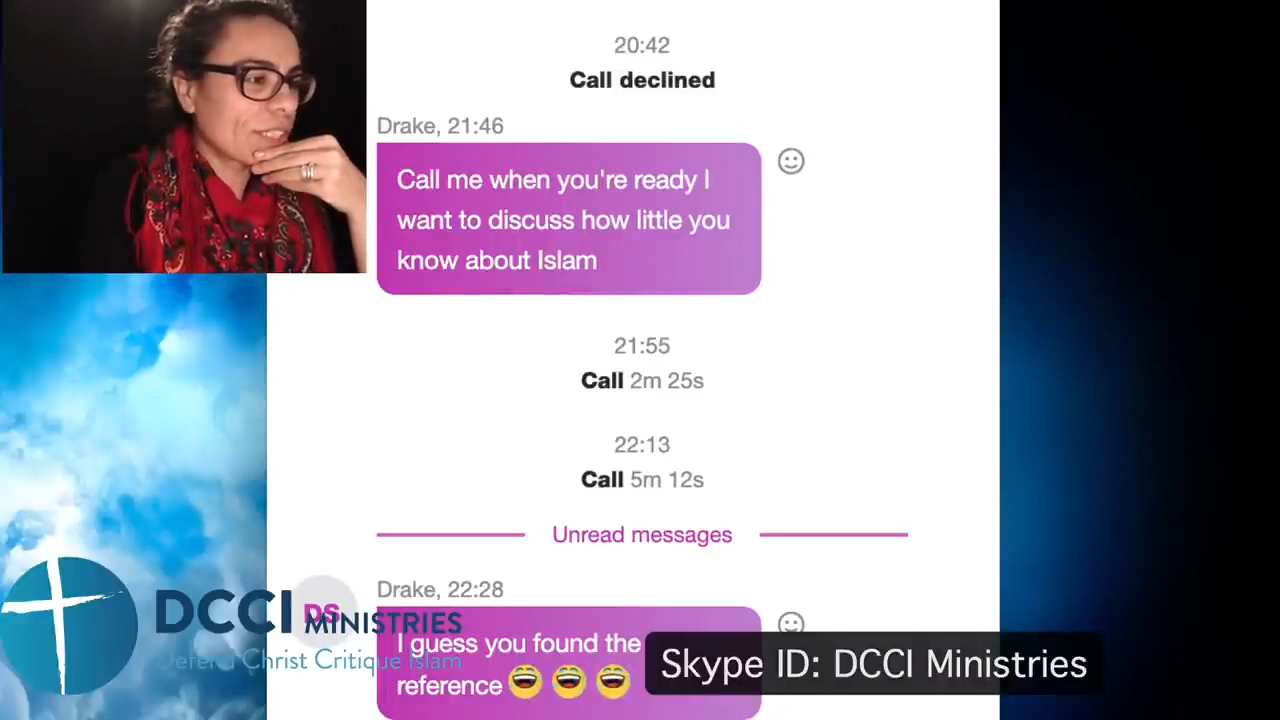 20:42
Call declined
Drake, 21:46
Call me when you're ready I
want to discuss how little you
know about Islam
21:55
Call 2m 25s
22:13
Call 5m 12s
Unread messages
Drake, 22:28
I guess you found the
reference 😂 😂 😂
DS
DCCI
MINISTRIES
Defend Christ Critique Islam
Skype ID: DCCI Ministries